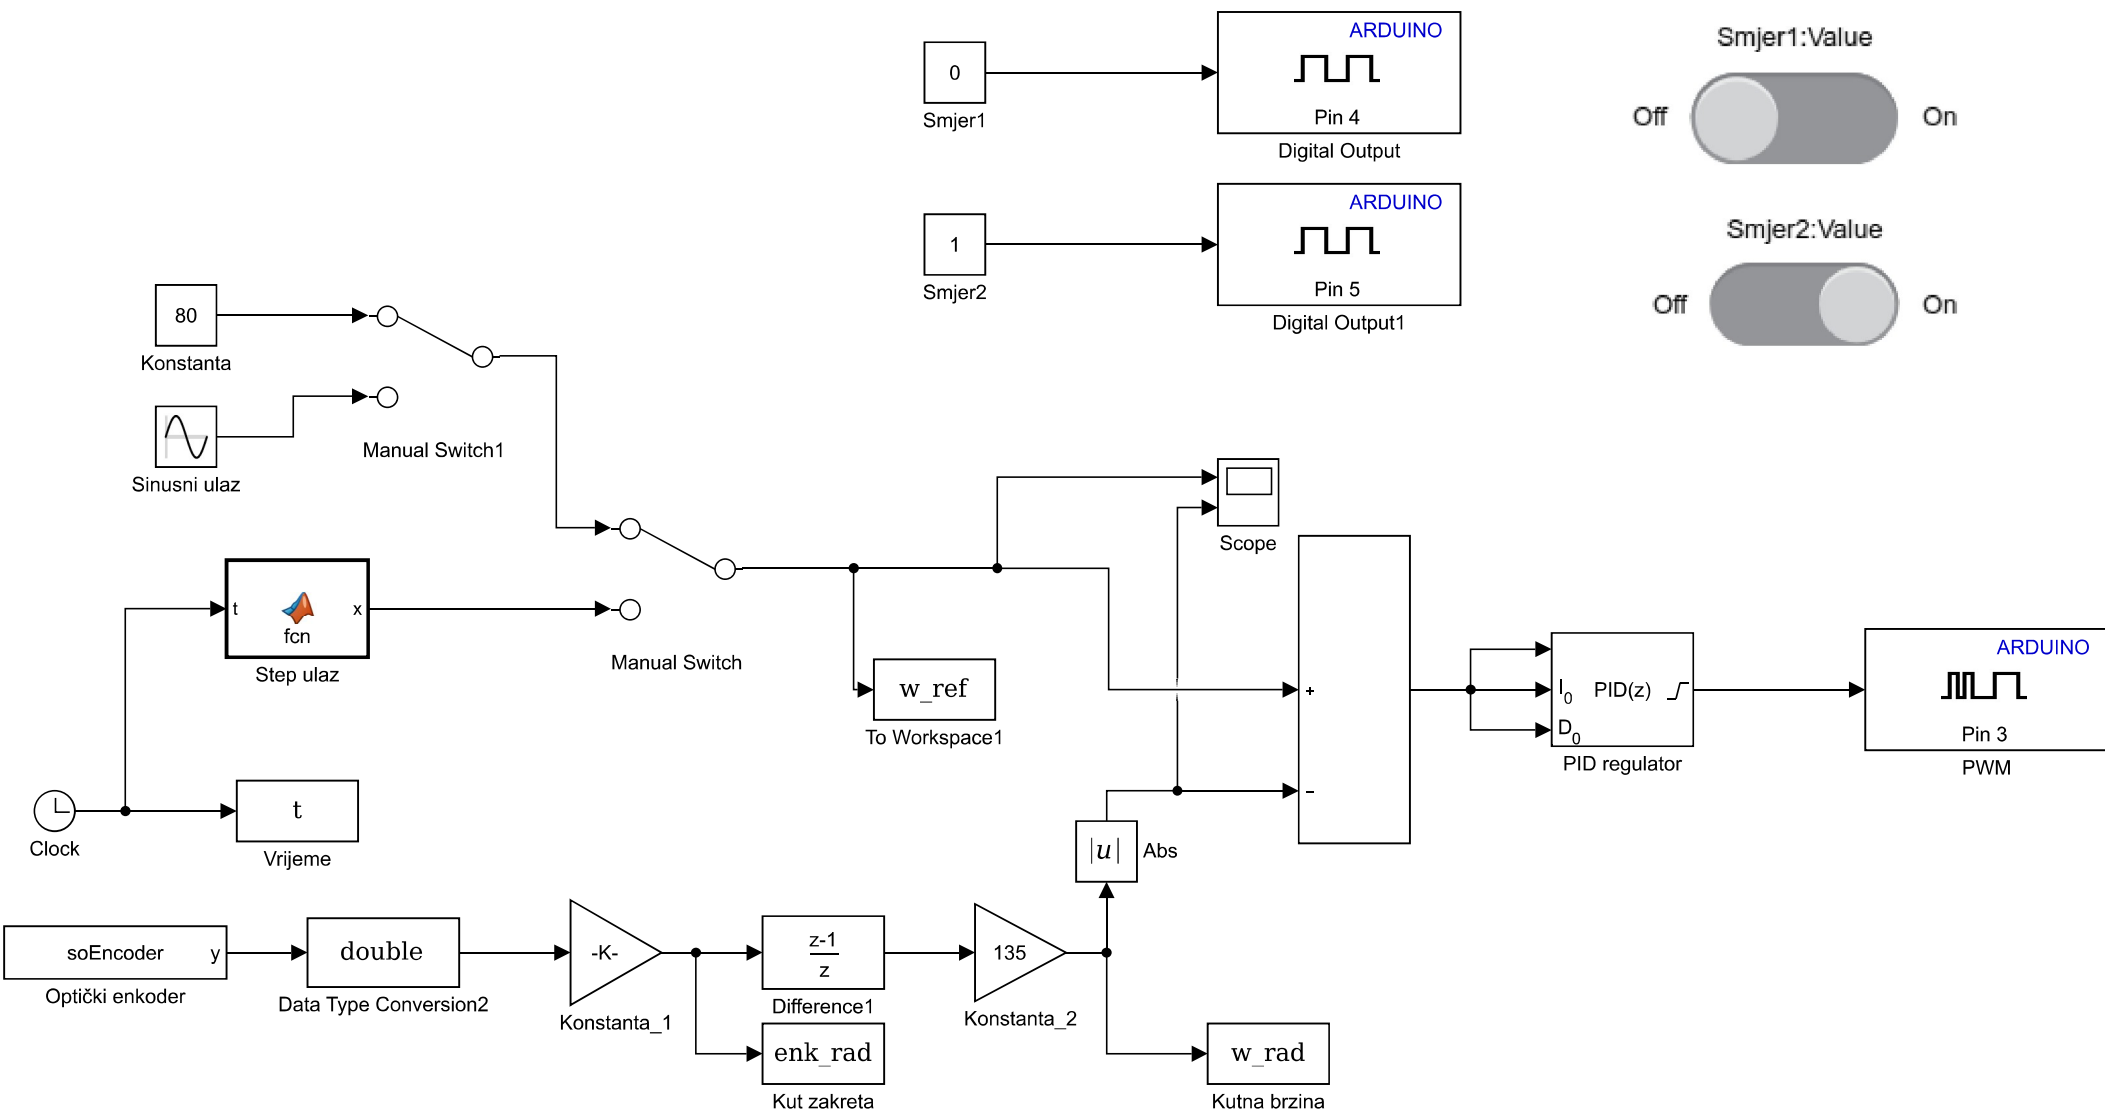 ARDUINO
0
Pin 4
Smjer1
Digital Output
Smjer1:Value
Off
On
ARDUINO
1
Pin 5
Smjer2
Digital Output1
Smjer2:Value
Off
On
80
Konstanta
Sinusni ulaz
Manual Switch1
Scope
t
x
fcn
Step ulaz
Manual Switch
w_ref
To Workspace1
+
−
I0
D0
PID(z)
PID regulator
ARDUINO
Pin 3
PWM
Clock
t
Vrijeme
|u|
Abs
soEncoder
y
Optički enkoder
double
Data Type Conversion2
-K-
Konstanta_1
z-1
z
Difference1
135
Konstanta_2
enk_rad
Kut zakreta
w_rad
Kutna brzina